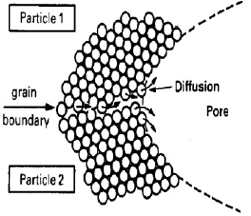 Particle 1
Diffusion
grain
boundary
Pore
Particle 2